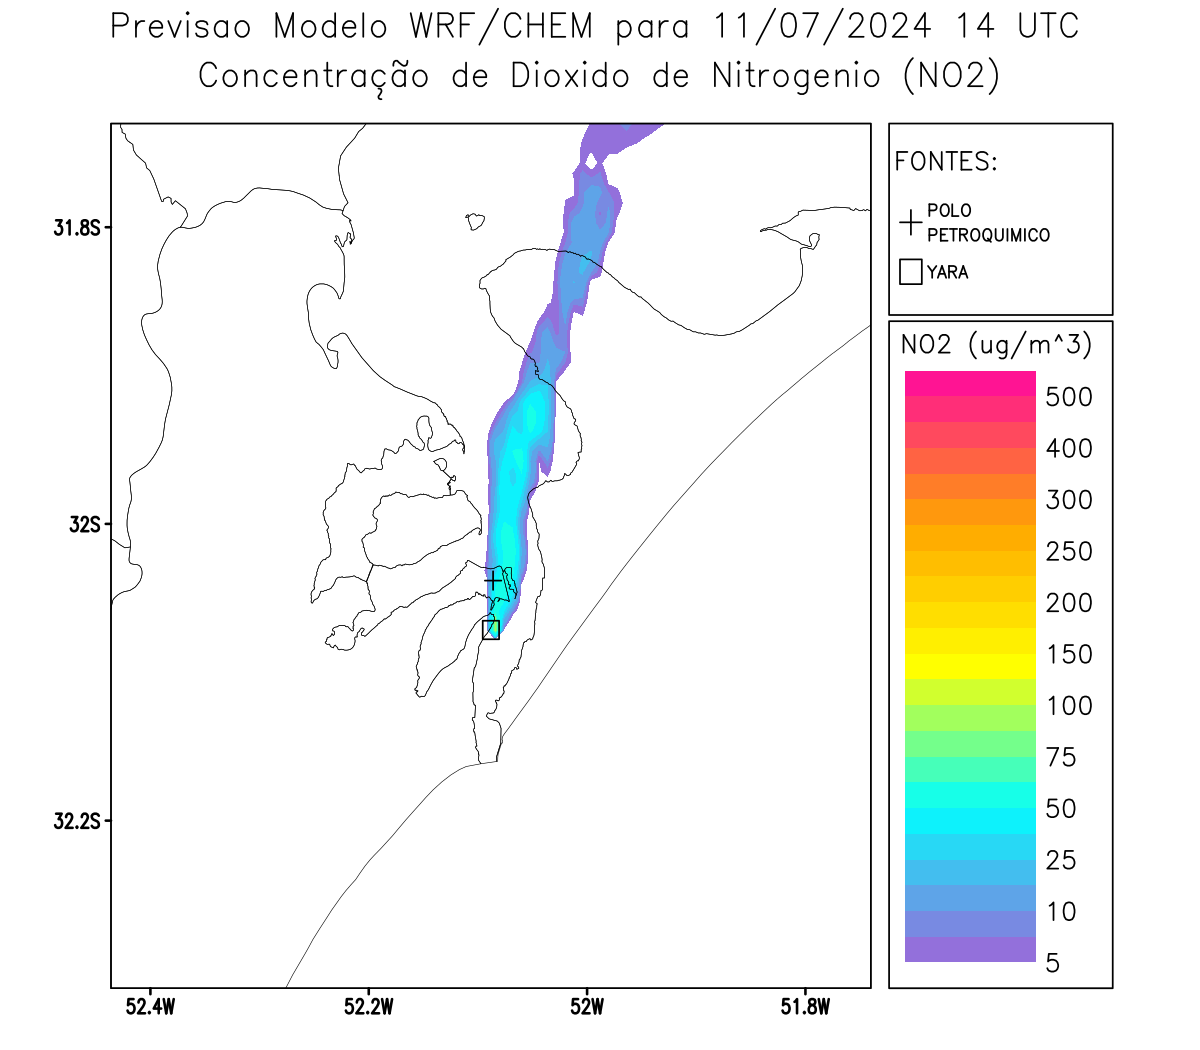 Previsao Modelo WRF/CHEM para 11/07/2024 14 UTC
Concentração de Dioxido de Nitrogenio (NO2)
FONTES:
POLO
PETROQUIMICO
YARA
NO2 (ug/m^3)
500
400
300
250
200
150
100
75
50
25
10
5
31.8S
32S
32.2S
52.4W
52.2W
52W
51.8W